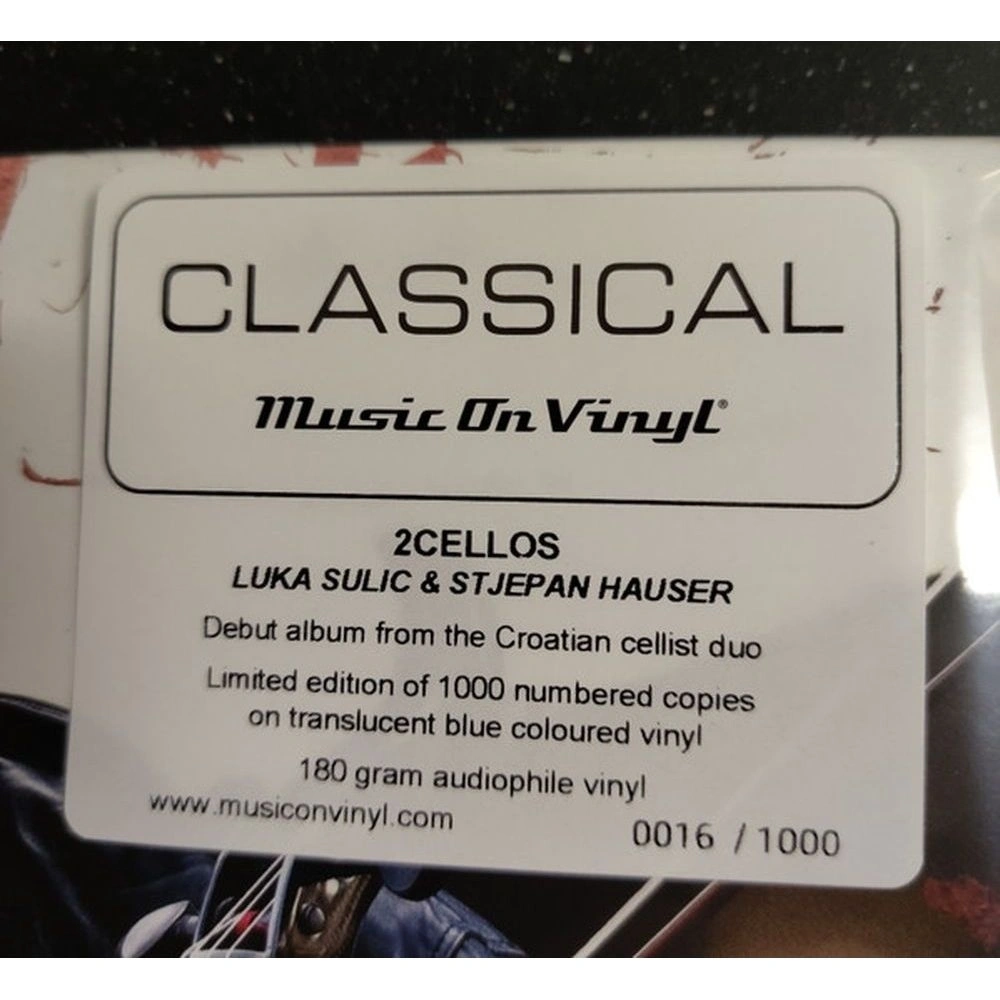 CLASSICAL
Music On Vinyl®
2CELLOS
LUKA SULIC & STJEPAN HAUSER
Debut album from the Croatian cellist duo
Limited edition of 1000 numbered copies
on translucent blue coloured vinyl
180 gram audiophile vinyl
www.musiconvinyl.com
0016 / 1000